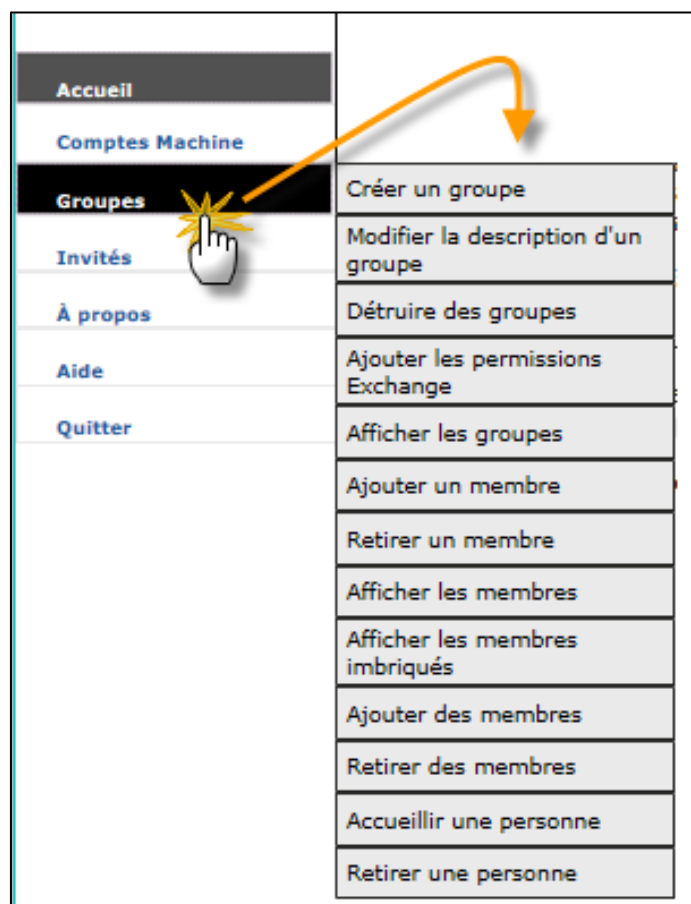 Accueil
Comptes Machine
Groupes
Invités
À propos
Aide
Quitter
Créer un groupe
Modifier la description d'un
groupe
Détruire des groupes
Ajouter les permissions
Exchange
Afficher les groupes
Ajouter un membre
Retirer un membre
Afficher les membres
Afficher les membres
imbriqués
Ajouter des membres
Retirer des membres
Accueillir une personne
Retirer une personne